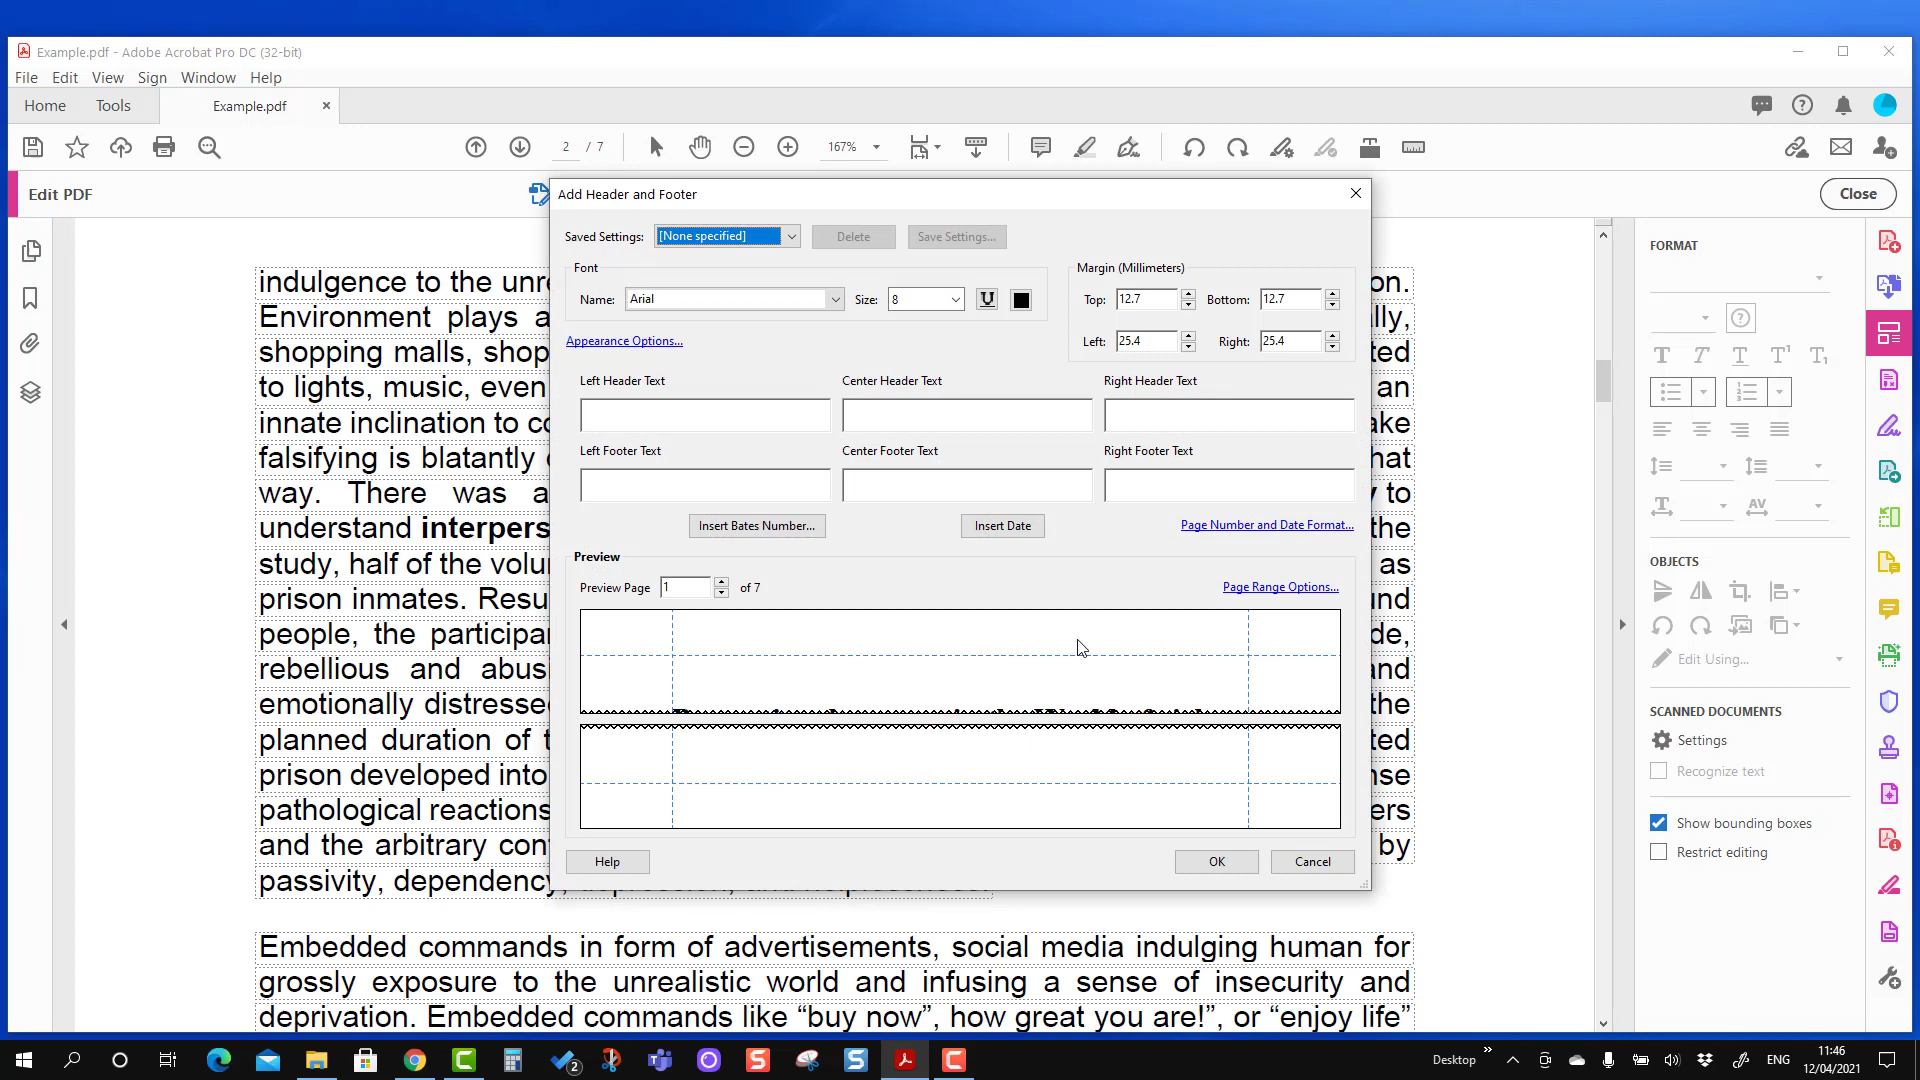 Example.pdf - Adobe Acrobat Pro DC (32-bit)
File Edit View Sign Window Help
Home Tools Example.pdf
2 / 7 167%
Edit PDF
Close
Add Header and Footer
Saved Settings: [None specified] Delete Save Settings...
Font
Name: Arial Size: 8
Margin (Millimeters)
Top: 12.7 Bottom: 12.7
Left: 25.4 Right: 25.4
Appearance Options...
Left Header Text Center Header Text Right Header Text
Left Footer Text Center Footer Text Right Footer Text
Insert Bates Number... Insert Date Page Number and Date Format...
Preview
Preview Page 1 of 7 Page Range Options...
Help OK Cancel
indulgence to the on.
Environment plays a lly,
shopping malls, ted
to lights, music, even an
innate inclination to ake
falsifying is blatantly hat
way. There was a to
understand interpers the
study, half of the as
prison inmates. und
people, the de,
rebellious and and
emotionally distressed the
planned duration of ted
prison developed into nse
pathological reactions ers
and the arbitrary by
passivity, dependency,
Embedded commands in form of advertisements, social media indulging human for
grossly exposure to the unrealistic world and infusing a sense of insecurity and
deprivation. Embedded commands like “buy now”, how great you are!”, or “enjoy life”
FORMAT
OBJECTS
Edit Using...
SCANNED DOCUMENTS
Settings
Recognize text
Show bounding boxes
Restrict editing
2
Desktop ENG
11:46
12/04/2021